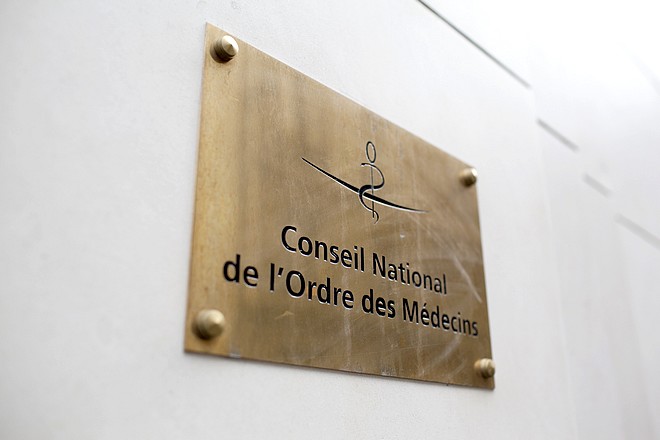 Conseil National
de l'Ordre des Médecins